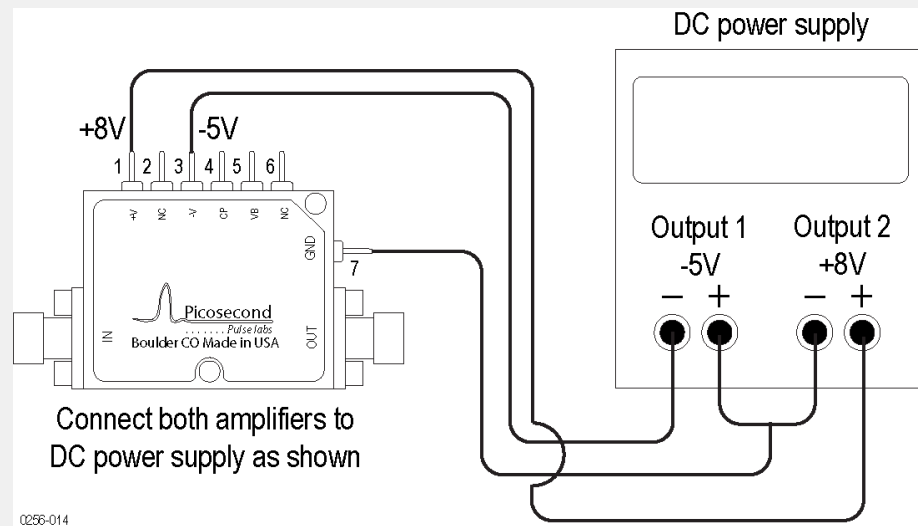 DC power supply
+8V
-5V
1
2
3
4
5
6
+V
NC
-V
CP
VB
NC
GND
7
IN
OUT
Picosecond
.......Pulse labs
Boulder CO Made in USA
Output 1
-5V
− +
Output 2
+8V
− +
Connect both amplifiers to
DC power supply as shown
0256-014